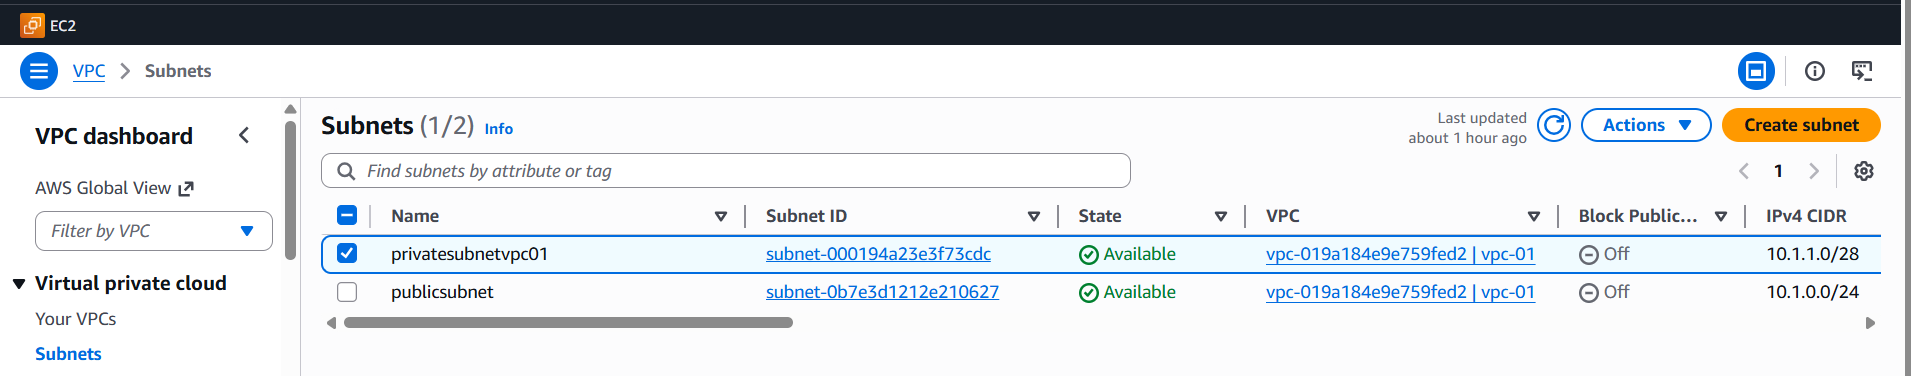 EC2
VPC > Subnets
VPC dashboard
AWS Global View
Filter by VPC
Virtual private cloud
Your VPCs
Subnets
Subnets (1/2) Info
Last updated
about 1 hour ago
Actions
Create subnet
Find subnets by attribute or tag
1
Name Subnet ID State VPC Block Public... IPv4 CIDR
privatesubnetvpc01 subnet-000194a23e3f73cdc Available vpc-019a184e9e759fed2 | vpc-01 Off 10.1.1.0/28
publicsubnet subnet-0b7e3d1212e210627 Available vpc-019a184e9e759fed2 | vpc-01 Off 10.1.0.0/24